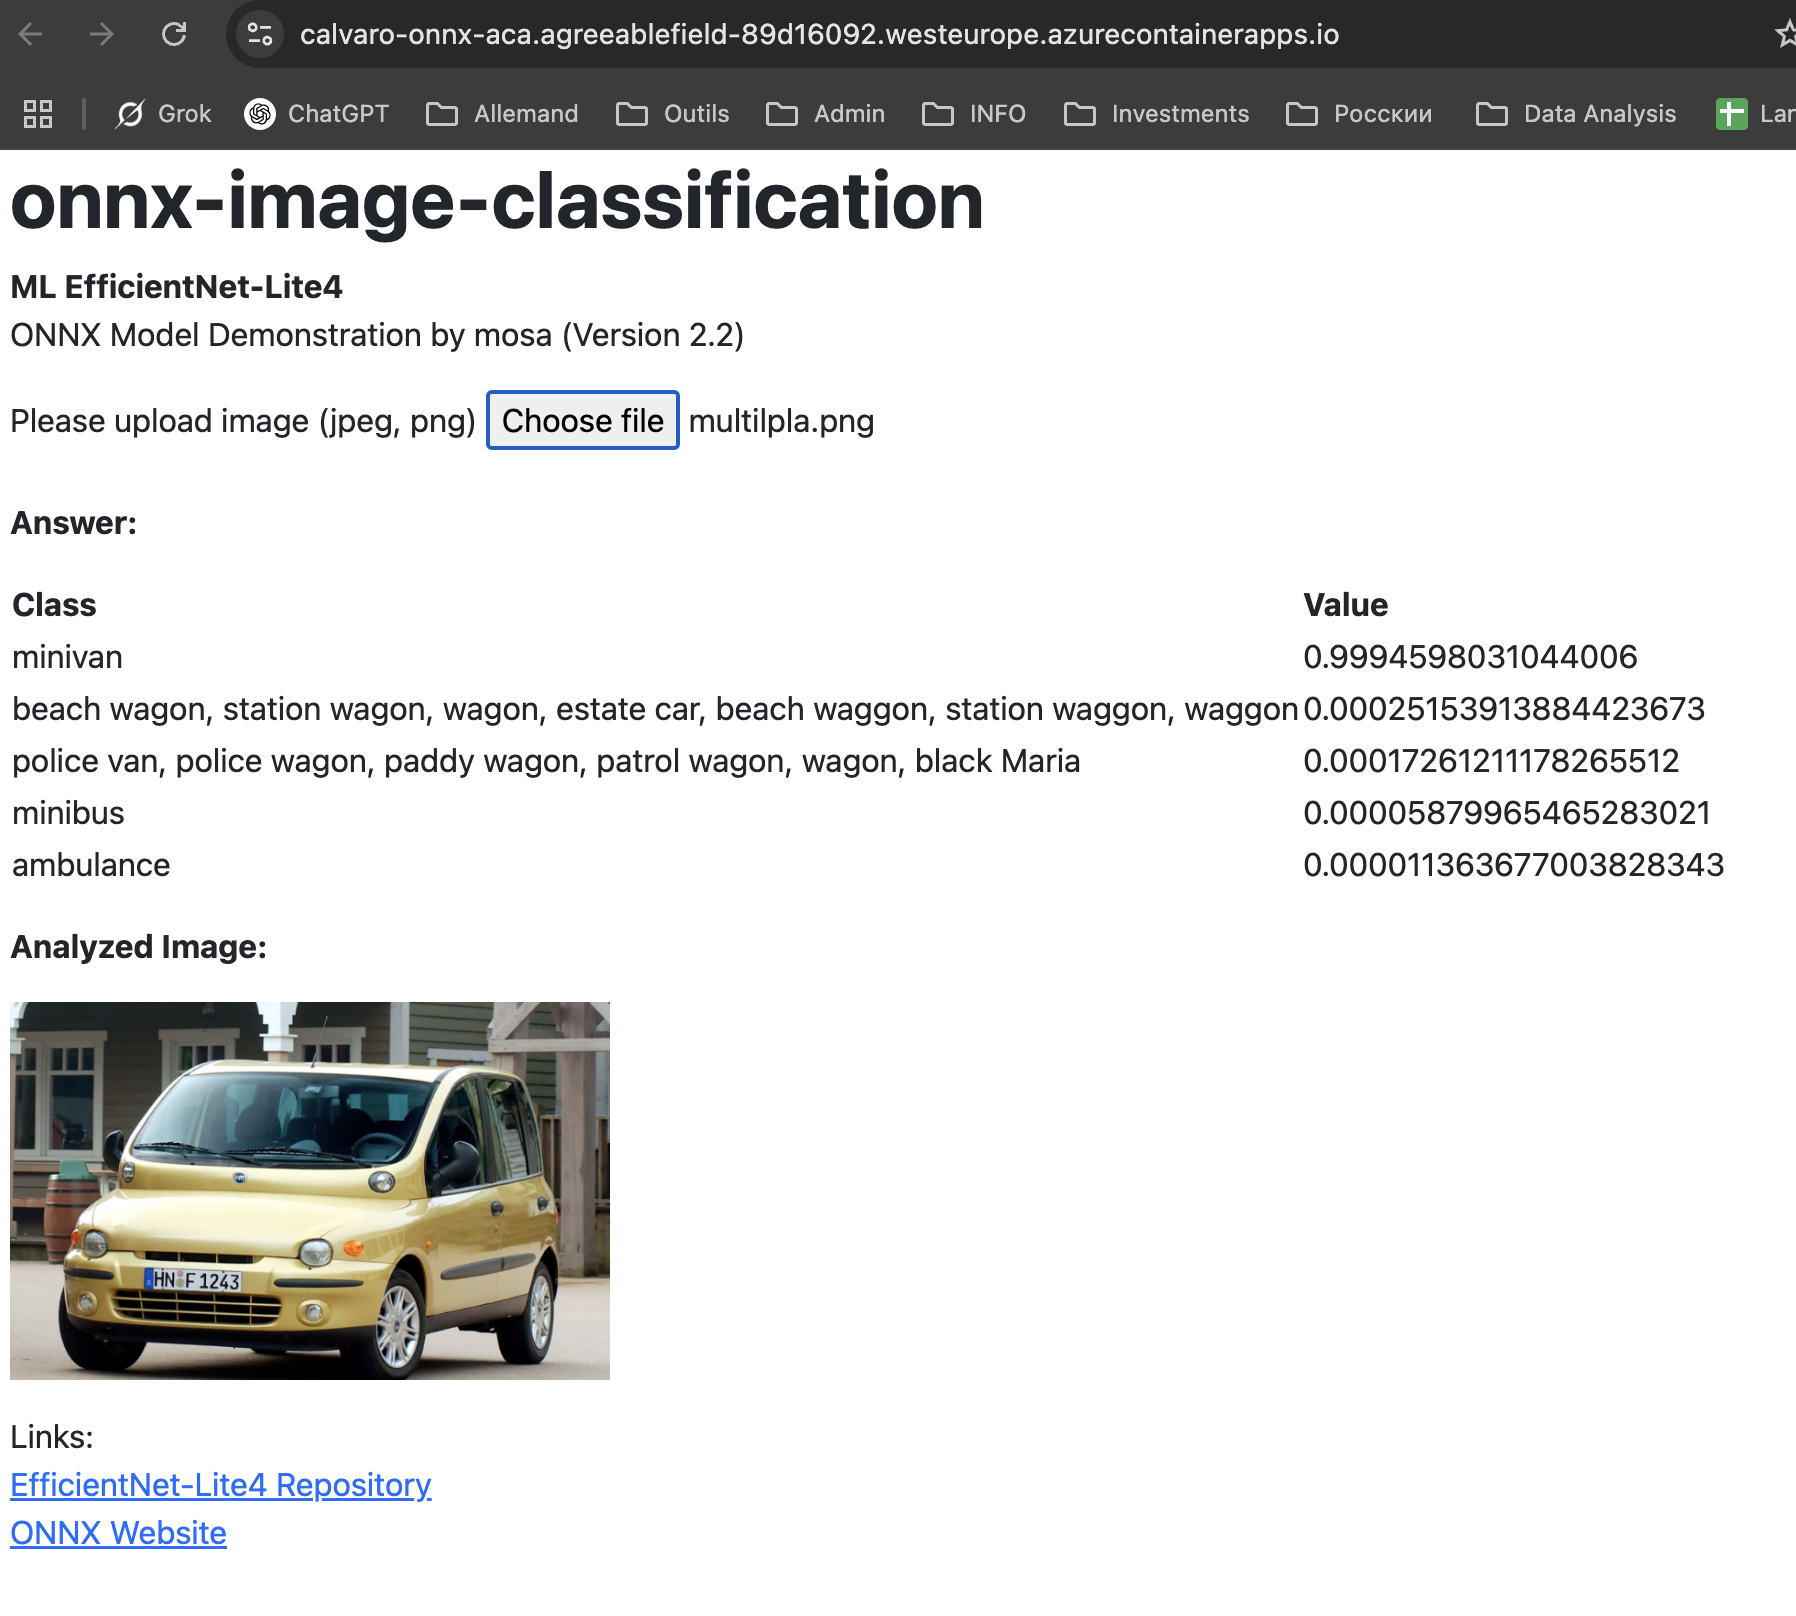 calvaro-onnx-aca.agreeablefield-89d16092.westeurope.azurecontainerapps.io
Grok ChatGPT Allemand Outils Admin INFO Investments Росскии Data Analysis
onnx-image-classification
ML EfficientNet-Lite4
ONNX Model Demonstration by mosa (Version 2.2)
Please upload image (jpeg, png) Choose file multilpla.png
Answer:
Class Value
minivan 0.9994598031044006
beach wagon, station wagon, wagon, estate car, beach waggon, station waggon, waggon 0.00025153913884423673
police van, police wagon, paddy wagon, patrol wagon, wagon, black Maria 0.00017261211178265512
minibus 0.00005879965465283021
ambulance 0.000011363677003828343
Analyzed Image:
HN F 1243
Links:
EfficientNet-Lite4 Repository
ONNX Website